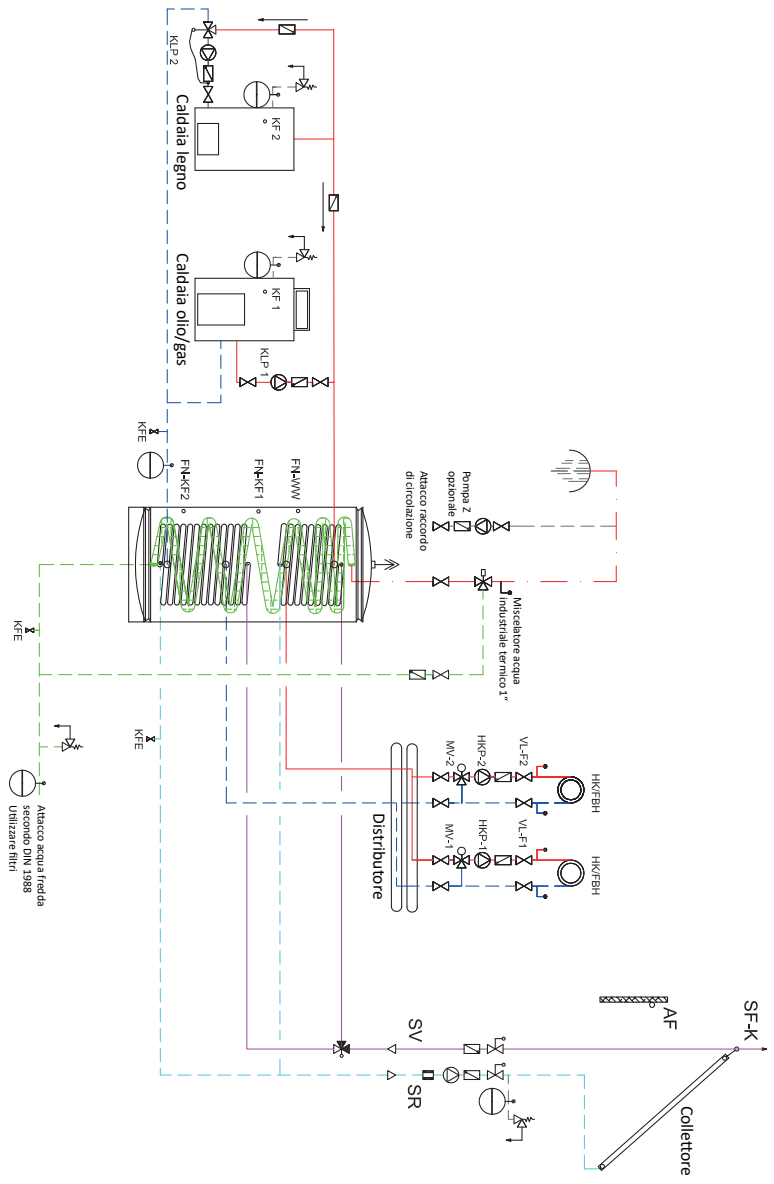 KLP 2
KF 2
Caldaia legno
KF 1
Caldaia olio/gas
KLP 1
KFE
FN-KF2
FN-KF1
FN-WW
Attacco raccordo
di circolazione
Pompa Z
opzionale
Miscelatore acqua
industriale termico 1"
KFE
KFE
Attacco acqua fredda
secondo DIN 1988
Utilizzare filtri
MV-2
HKP-2
VL-F2
HK/FBH
MV-1
HKP-1
VL-F1
HK/FBH
Distributore
AF
SF-K
SV
SR
Collettore